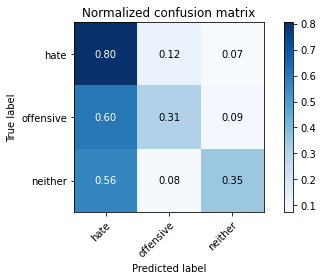 Normalized confusion matrix
True label
hate
0.80 0.12 0.07
offensive
0.60 0.31 0.09
neither
0.56 0.08 0.35
hate offensive neither
Predicted label
0.8
0.7
0.6
0.5
0.4
0.3
0.2
0.1